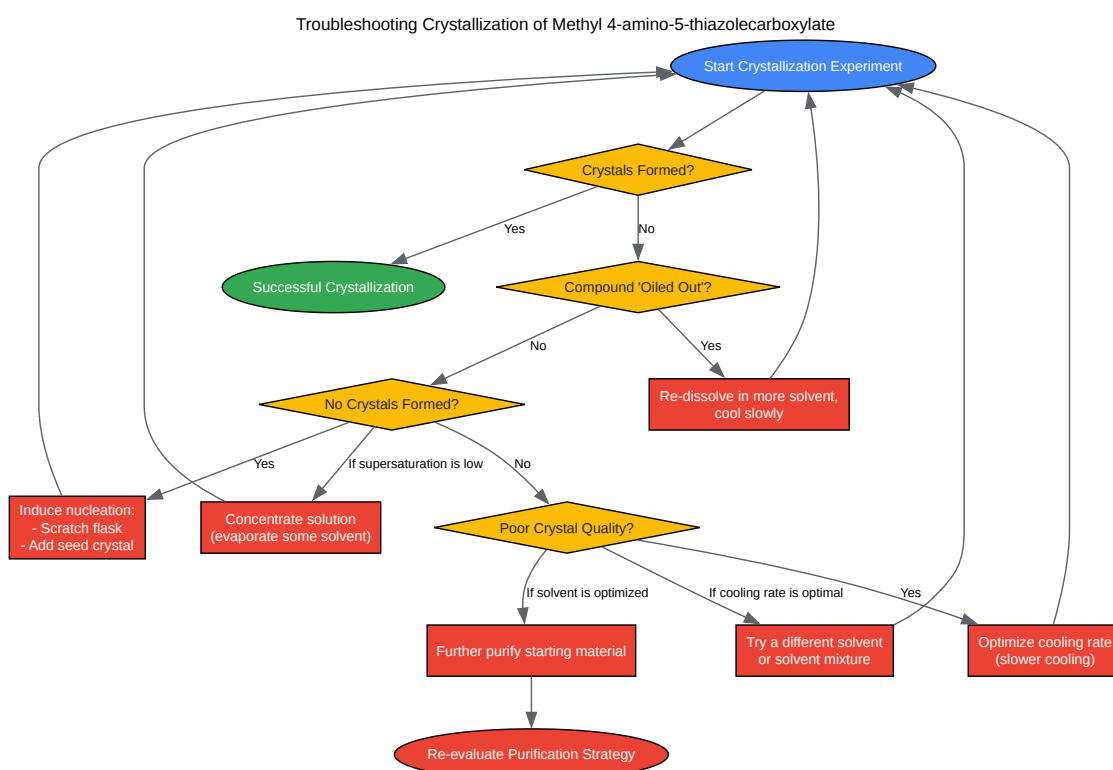 Troubleshooting Crystallization of Methyl 4-amino-5-thiazolecarboxylate
Start Crystallization Experiment
Crystals Formed?
Yes
No
Successful Crystallization
Compound 'Oiled Out'?
No
Yes
No Crystals Formed?
Re-dissolve in more solvent,
cool slowly
Yes
If supersaturation is low
No
Induce nucleation:
- Scratch flask
- Add seed crystal
Concentrate solution
(evaporate some solvent)
Poor Crystal Quality?
If solvent is optimized
If cooling rate is optimal
Yes
Further purify starting material
Try a different solvent
or solvent mixture
Optimize cooling rate
(slower cooling)
Re-evaluate Purification Strategy